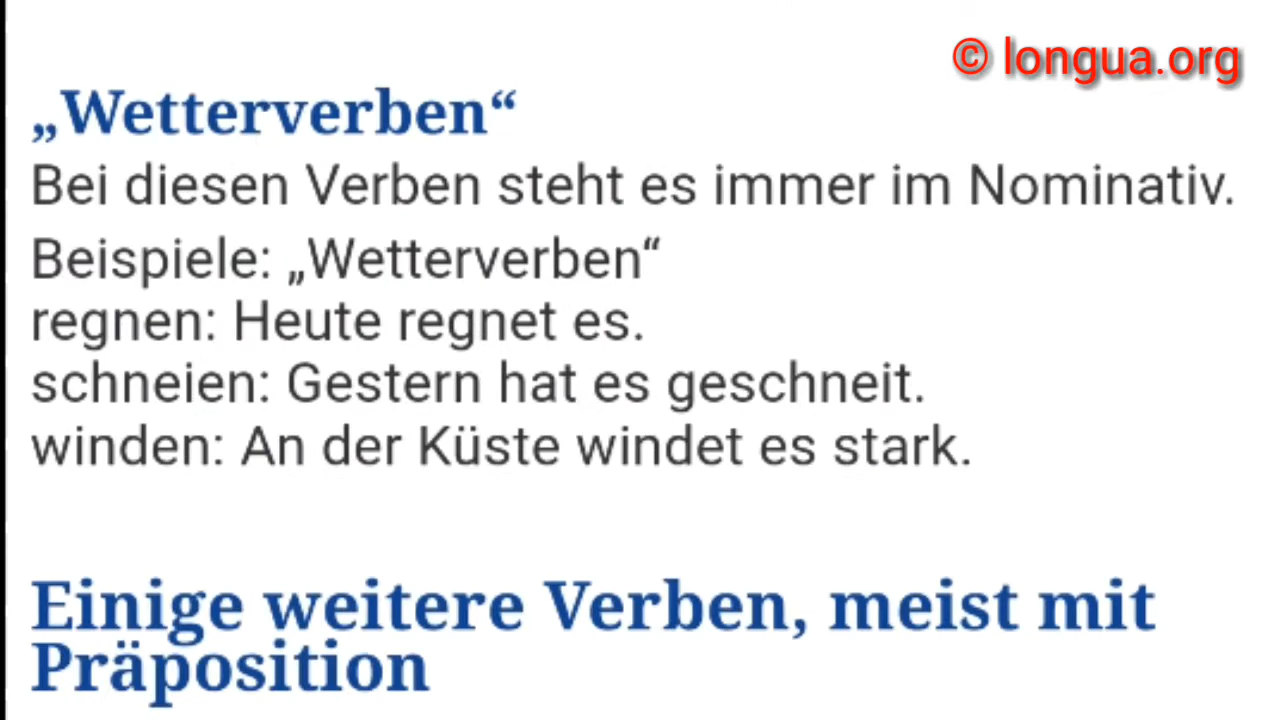 © longua.org
„Wetterverben“
Bei diesen Verben steht es immer im Nominativ.
Beispiele: „Wetterverben“
regnen: Heute regnet es.
schneien: Gestern hat es geschneit.
winden: An der Küste windet es stark.
Einige weitere Verben, meist mit
Präposition